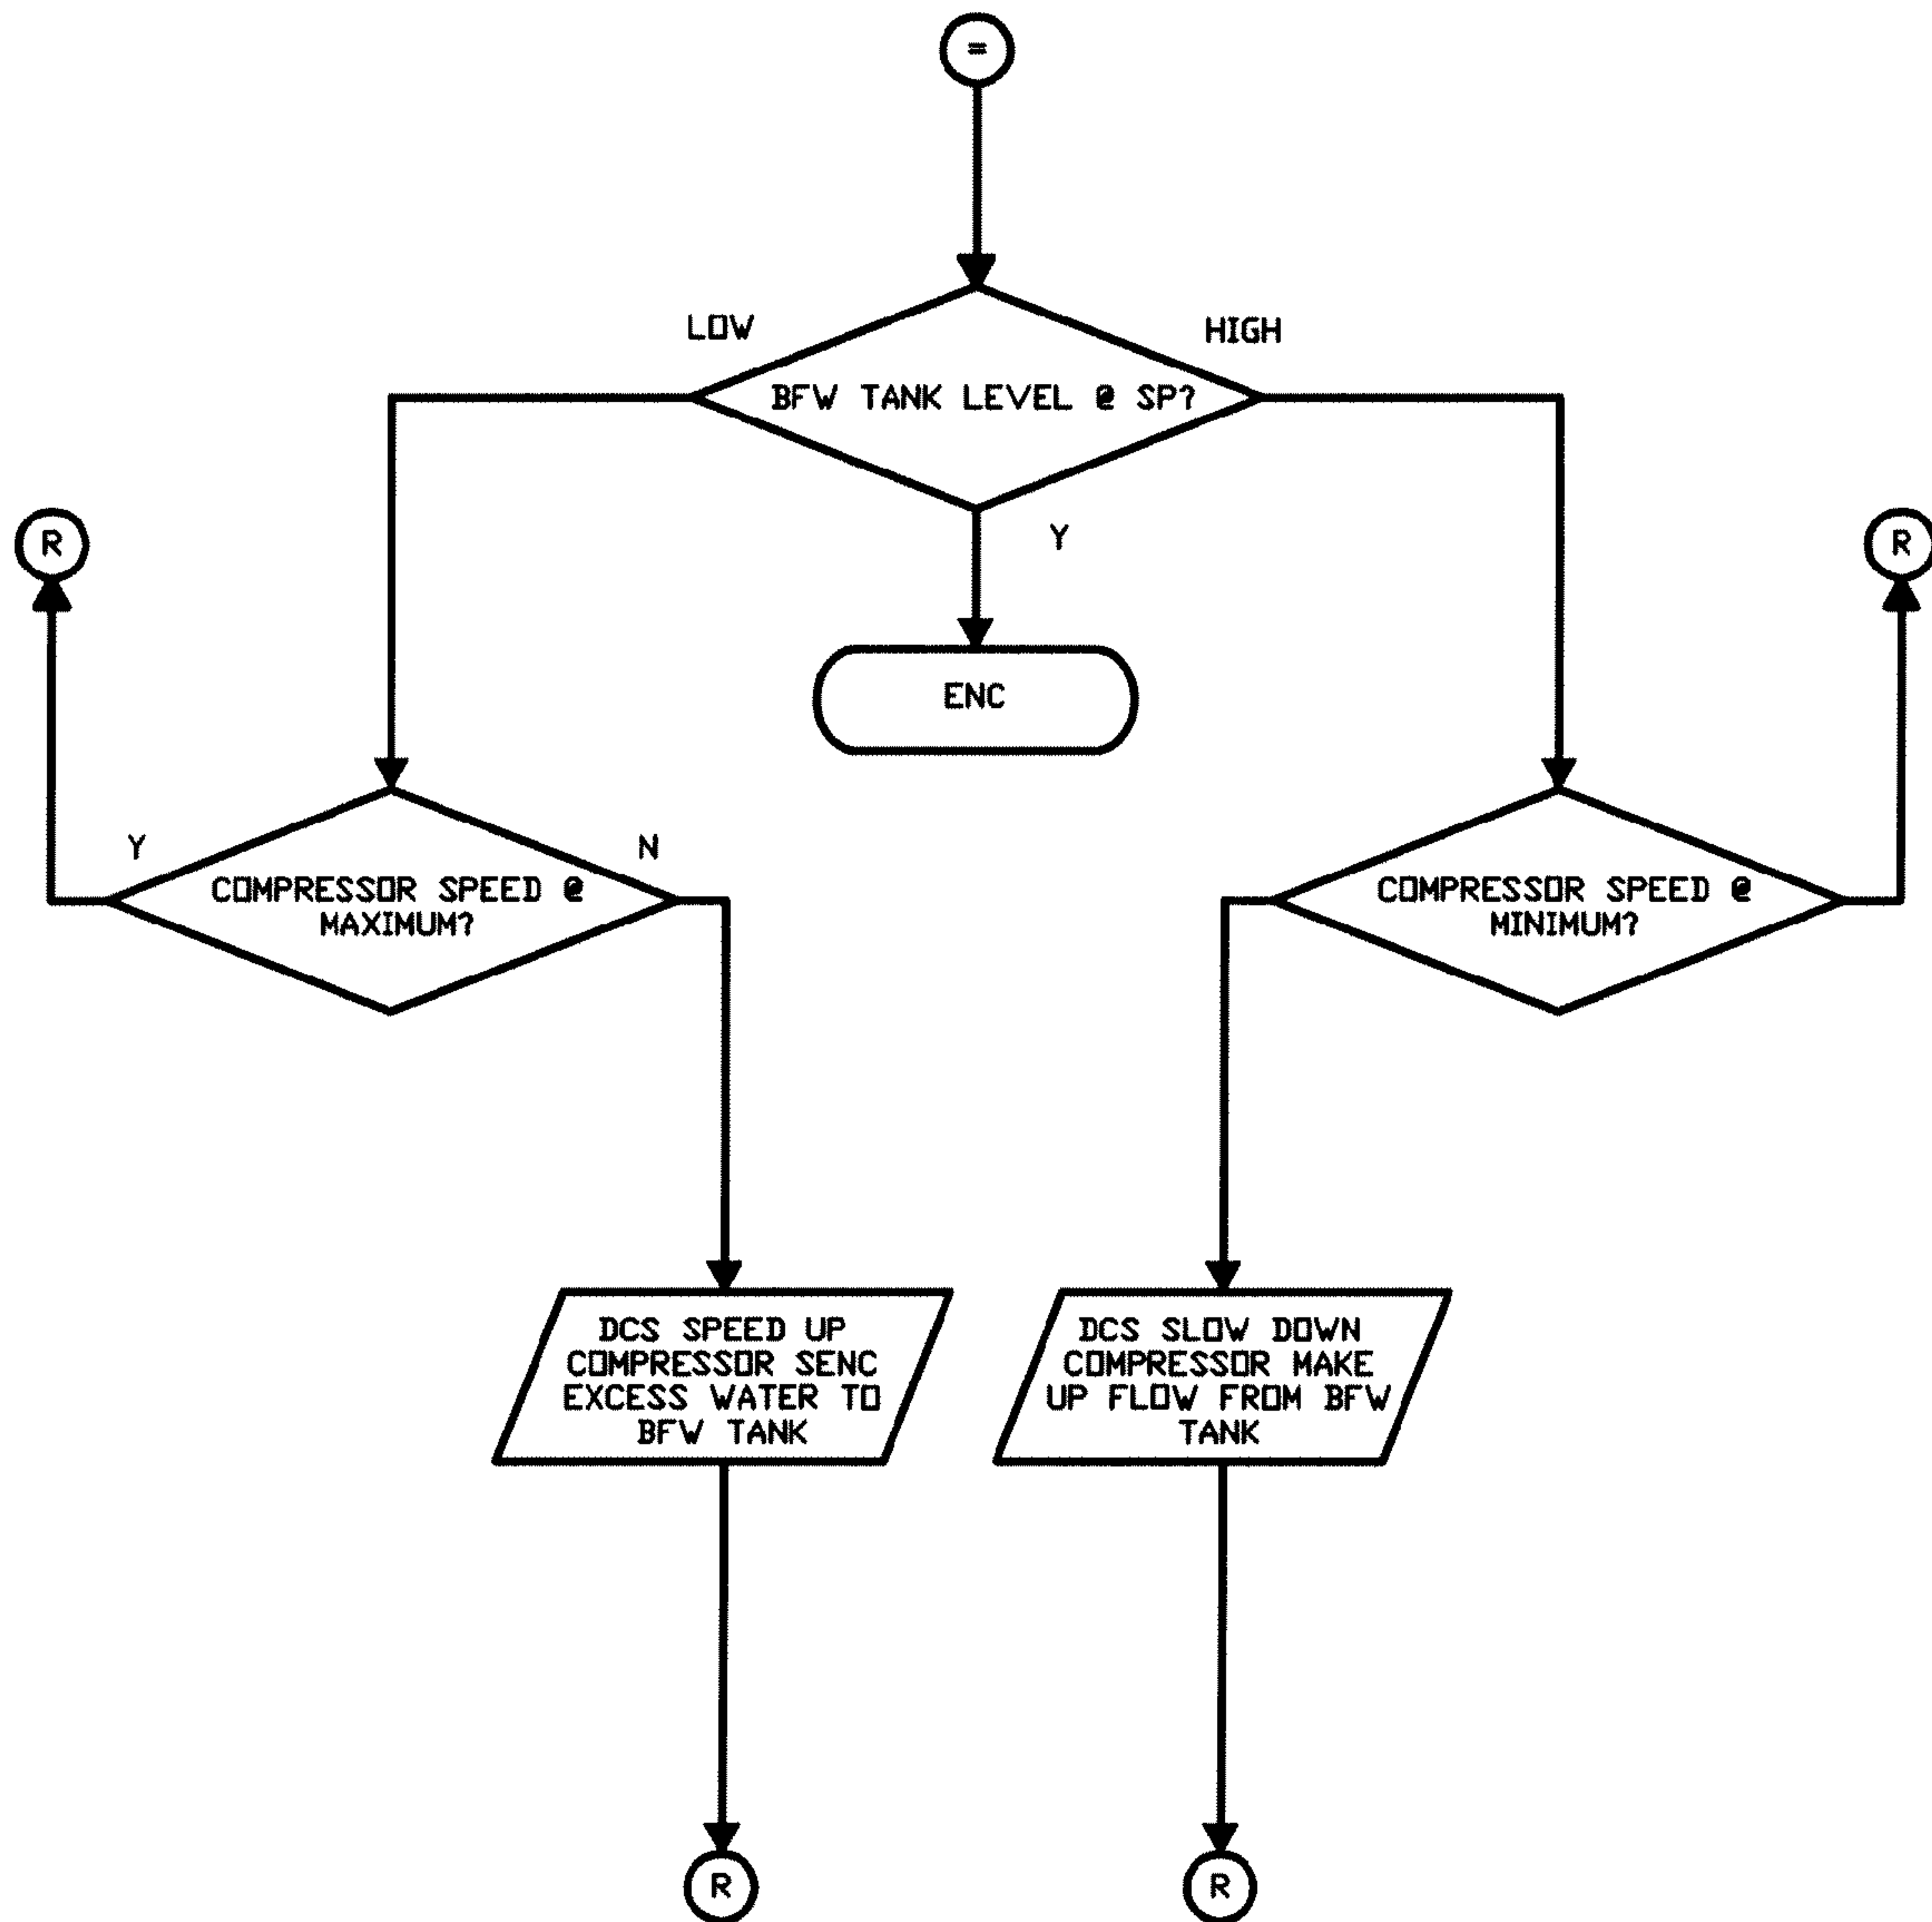 =
LOW
HIGH
BFW TANK LEVEL @ SP?
Y
R
R
ENC
Y
N
COMPRESSOR SPEED @
MAXIMUM?
COMPRESSOR SPEED @
MINIMUM?
DCS SPEED UP
COMPRESSOR SENC
EXCESS WATER TO
BFW TANK
DCS SLOW DOWN
COMPRESSOR MAKE
UP FLOW FROM BFW
TANK
R
R